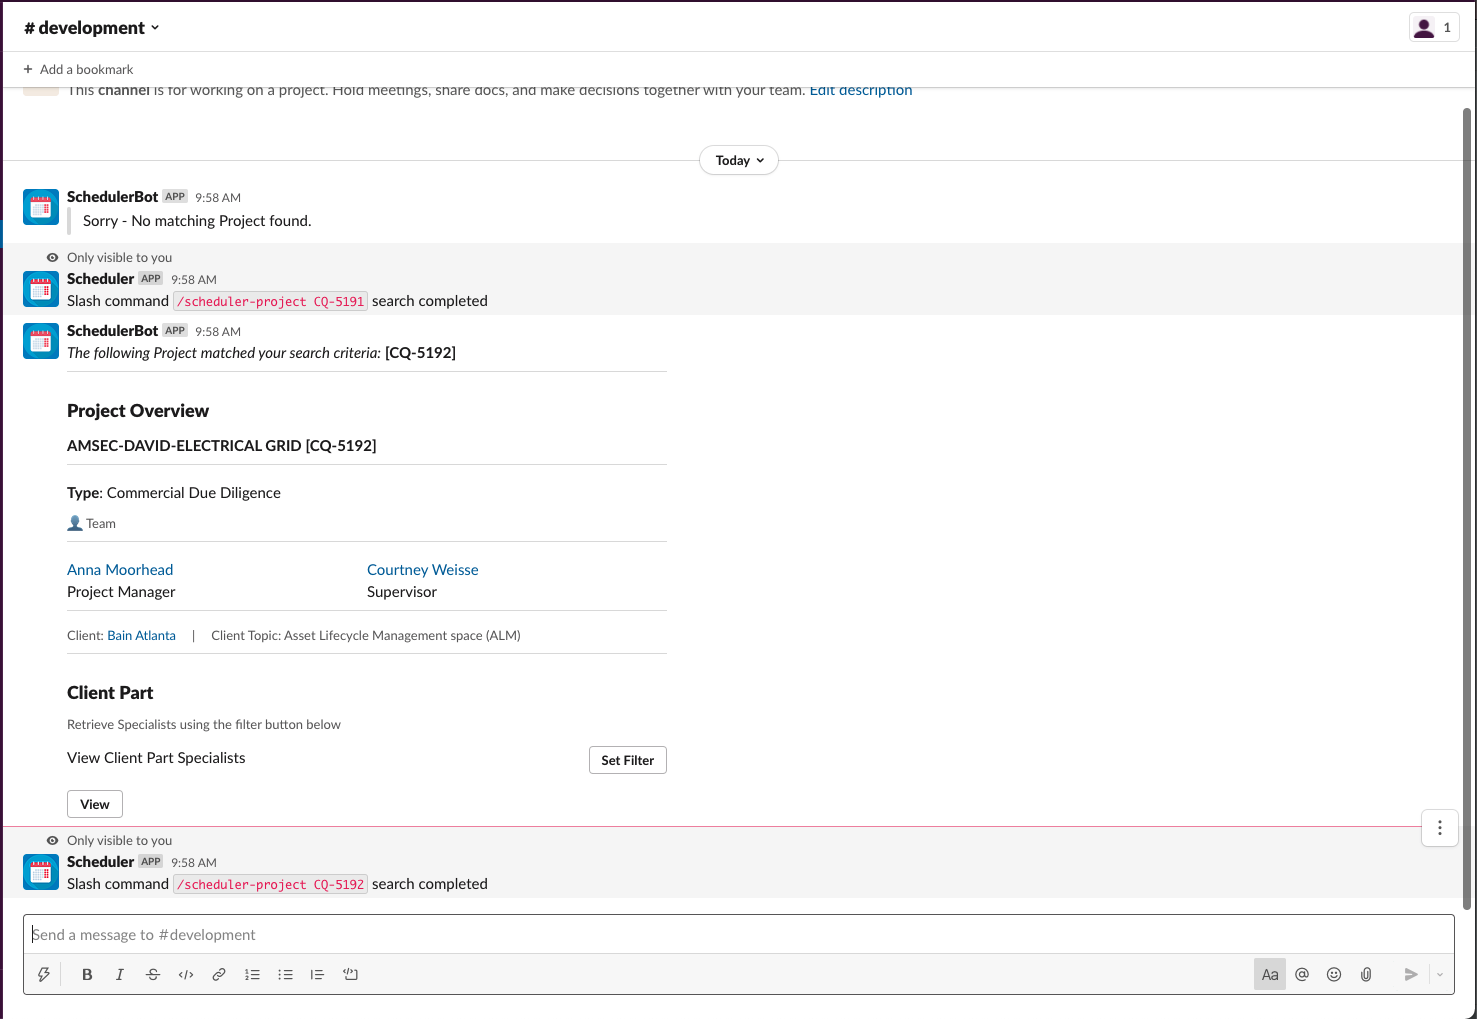 # development
1
+ Add a bookmark
This channel is for working on a project. Hold meetings, share docs, and make decisions together with your team. Edit description
Today
SchedulerBot APP 9:58 AM
Sorry - No matching Project found.
Only visible to you
Scheduler APP 9:58 AM
Slash command /scheduler-project CQ-5191 search completed
SchedulerBot APP 9:58 AM
The following Project matched your search criteria: [CQ-5192]
Project Overview
AMSEC-DAVID-ELECTRICAL GRID [CQ-5192]
Type: Commercial Due Diligence
Team
Anna Moorhead Courtney Weisse
Project Manager Supervisor
Client: Bain Atlanta | Client Topic: Asset Lifecycle Management space (ALM)
Client Part
Retrieve Specialists using the filter button below
View Client Part Specialists Set Filter
View
Only visible to you
Scheduler APP 9:58 AM
Slash command /scheduler-project CQ-5192 search completed
Send a message to #development
B I S </> Aa @